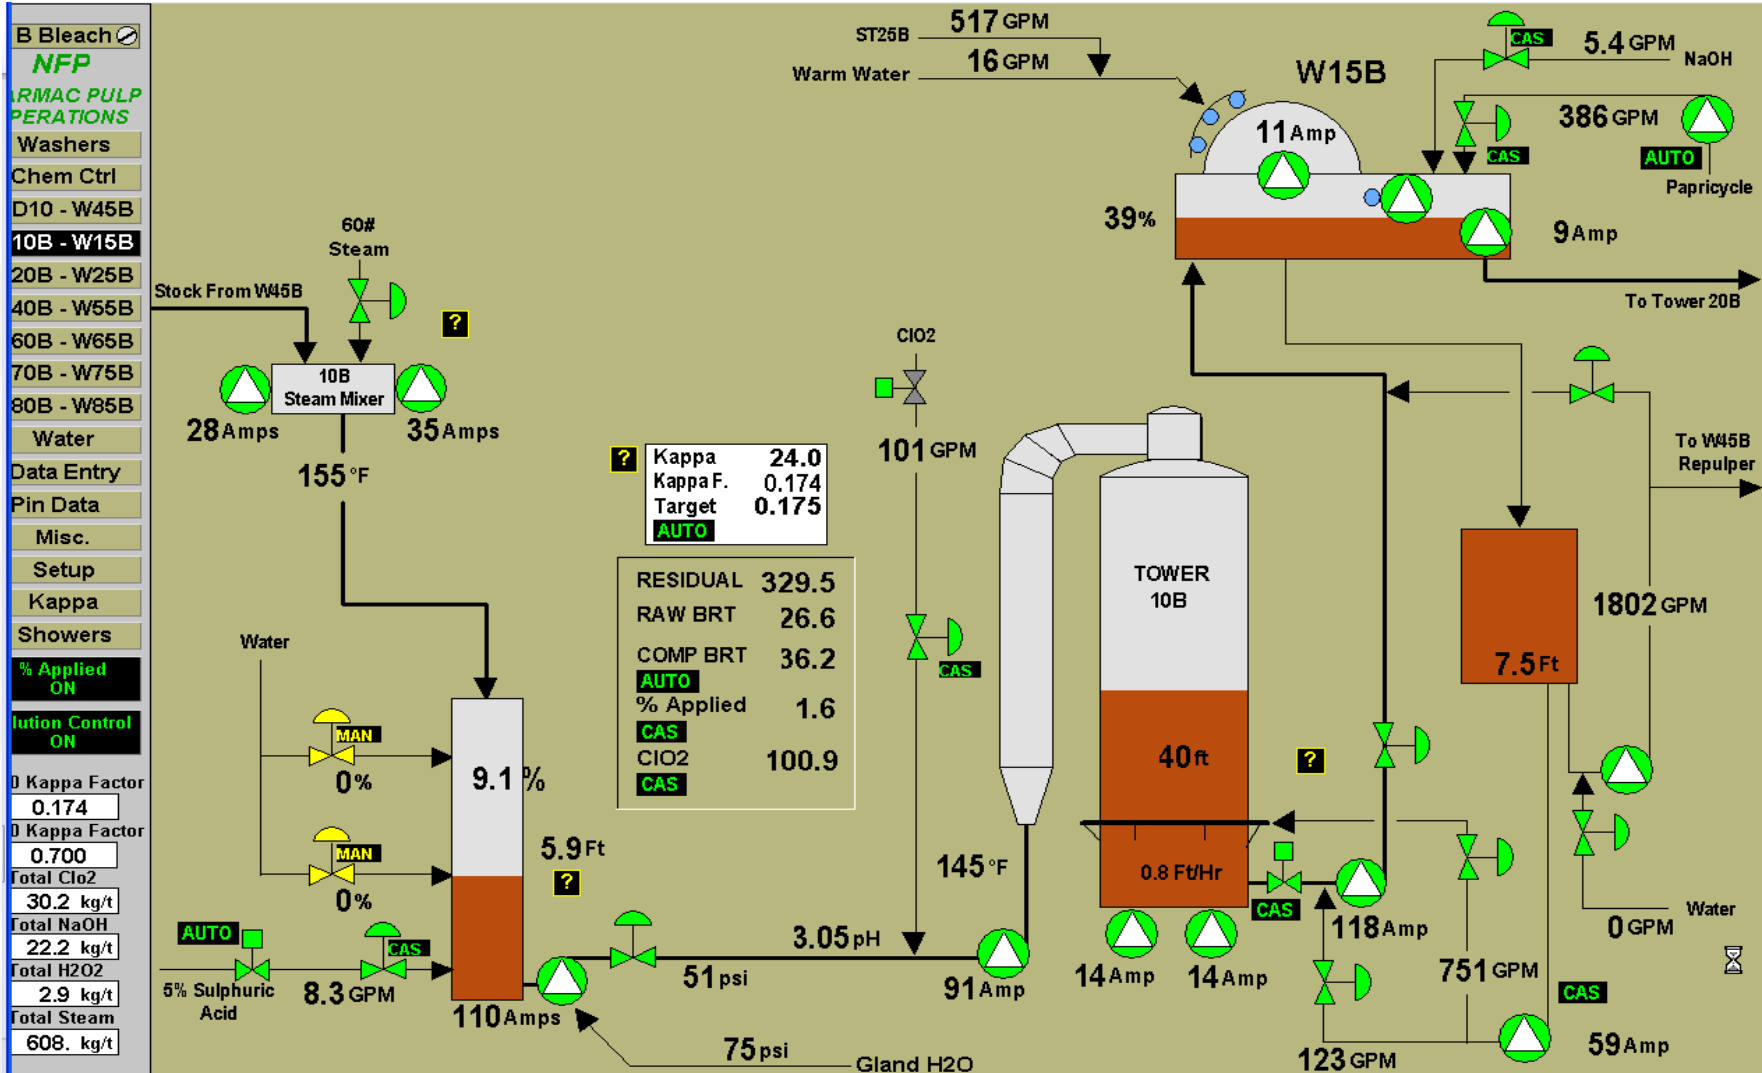 B Bleach
NFP
ARMAC PULP
PERATIONS
Washers
Chem Ctrl
D10 - W45B
10B - W15B
20B - W25B
40B - W55B
60B - W65B
70B - W75B
80B - W85B
Water
Data Entry
Pin Data
Misc.
Setup
Kappa
Showers
% Applied
ON
lution Control
ON
0 Kappa Factor
0.174
0 Kappa Factor
0.700
Total Clo2
30.2 kg/t
Total NaOH
22.2 kg/t
Total H2O2
2.9 kg/t
Total Steam
608. kg/t
ST25B
517 GPM
Warm Water
16 GPM
W15B
CAS
5.4 GPM
NaOH
386 GPM
CAS
AUTO
Papricycle
11 Amp
39%
9 Amp
To Tower 20B
60#
Steam
Stock From W45B
?
10B
Steam Mixer
28 Amps
35 Amps
155 °F
ClO2
101 GPM
?
Kappa 24.0
Kappa F. 0.174
Target 0.175
AUTO
RESIDUAL 329.5
RAW BRT 26.6
COMP BRT 36.2
AUTO
% Applied 1.6
CAS
ClO2 100.9
CAS
CAS
TOWER
10B
40 ft
0.8 Ft/Hr
?
To W45B
Repulper
1802 GPM
7.5 Ft
Water
MAN
0%
MAN
0%
9.1 %
5.9 Ft
?
AUTO
CAS
5% Sulphuric
Acid
8.3 GPM
110 Amps
51 psi
3.05 pH
145 °F
91 Amp
75 psi
Gland H2O
14 Amp
14 Amp
CAS
118 Amp
751 GPM
0 GPM
Water
CAS
123 GPM
59 Amp